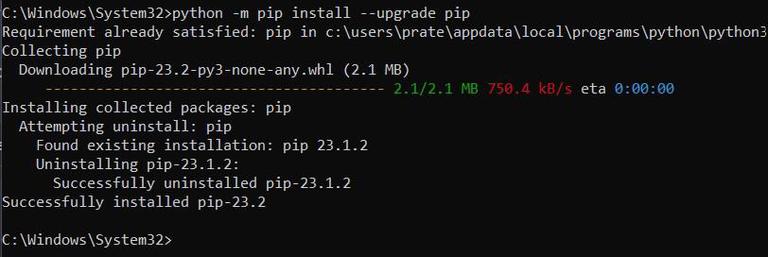 C:\Windows\System32>python -m pip install --upgrade pip
Requirement already satisfied: pip in c:\users\prate\appdata\local\programs\python\python3
Collecting pip
  Downloading pip-23.2-py3-none-any.whl (2.1 MB)
     ---------------------------------------- 2.1/2.1 MB 750.4 kB/s eta 0:00:00
Installing collected packages: pip
  Attempting uninstall: pip
    Found existing installation: pip 23.1.2
    Uninstalling pip-23.1.2:
      Successfully uninstalled pip-23.1.2
Successfully installed pip-23.2
C:\Windows\System32>